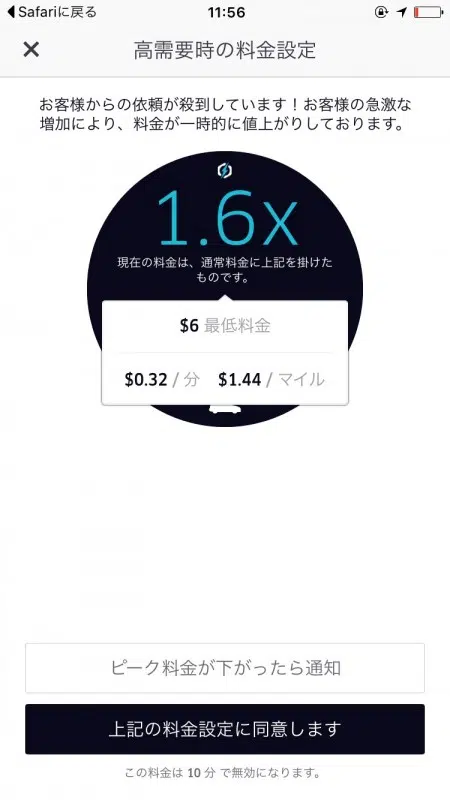 Safariに戻る 11:56
高需要時の料金設定
お客様からの依頼が殺到しています！お客様の急激な
増加により、料金が一時的に値上がりしております。
1.6x
現在の料金は、通常料金に上記を掛けた
ものです。
$6 最低料金
$0.32 / 分 $1.44 / マイル
ピーク料金が下がったら通知
上記の料金設定に同意します
この料金は 10 分 で無効になります。